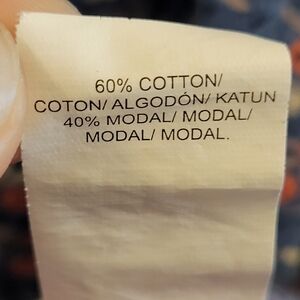 60% COTTON/
COTON/ ALGODÓN/ KATUN
40% MODAL/ MODAL/
MODAL/ MODAL.